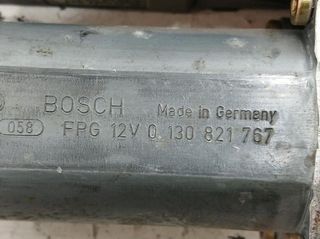 BOSCH Made in Germany
058 FPG 12V 0 130 821 767